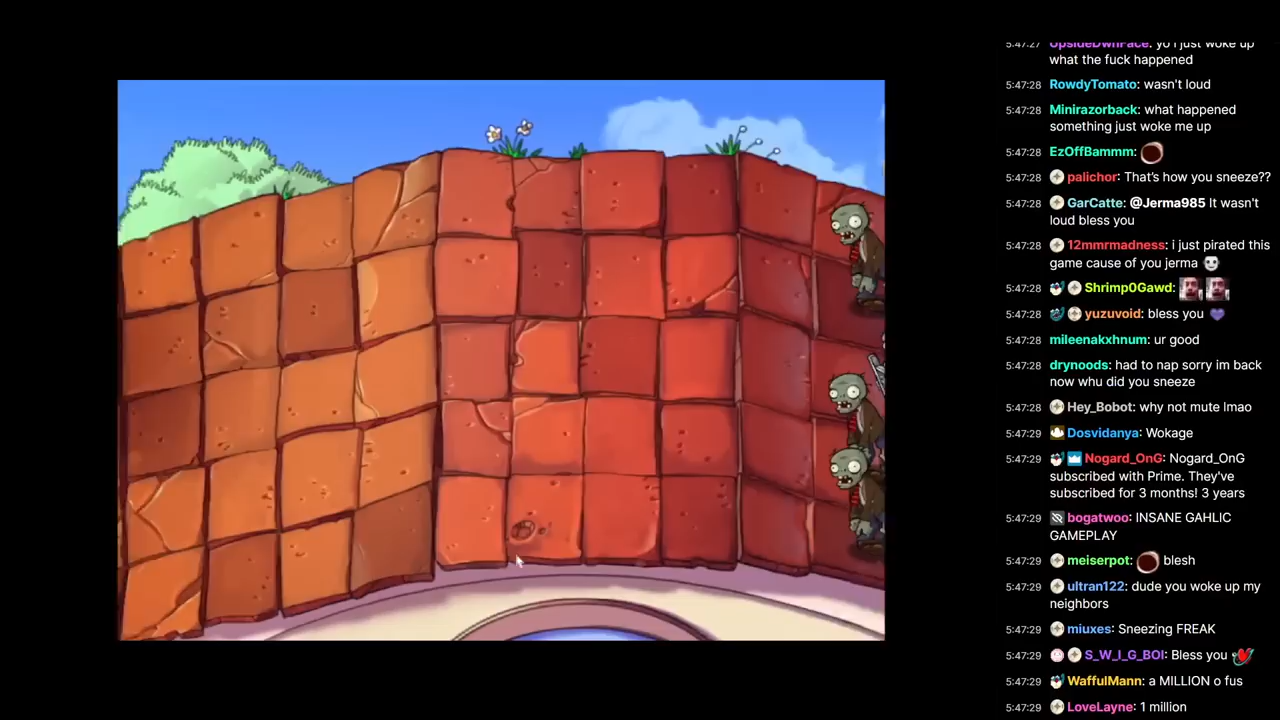 5:47:27 UpsideDwnFace: yo i just woke up
what the fuck happened
5:47:28 RowdyTomato: wasn't loud
5:47:28 Minirazorback: what happened
something just woke me up
5:47:28 EzOffBammm:
5:47:28 palichor: That's how you sneeze??
5:47:28 GarCatte: @Jerma985 It wasn't
loud bless you
5:47:28 12mmrmadness: i just pirated this
game cause of you jerma
5:47:28 Shrimp0Gawd:
5:47:28 yuzuvoid: bless you
5:47:28 mileenakxhnum: ur good
5:47:28 drynoods: had to nap sorry im back
now whu did you sneeze
5:47:28 Hey_Bobot: why not mute lmao
5:47:29 Dosvidanya: Wokage
5:47:29 Nogard_OnG: Nogard_OnG
subscribed with Prime. They've
subscribed for 3 months! 3 years
5:47:29 bogatwoo: INSANE GAHLIC
GAMEPLAY
5:47:29 meiserpot: blesh
5:47:29 ultran122: dude you woke up my
neighbors
5:47:29 miuxes: Sneezing FREAK
5:47:29 S_W_I_G_BOI: Bless you
5:47:29 WaffulMann: a MILLION o fus
5:47:29 LoveLayne: 1 million